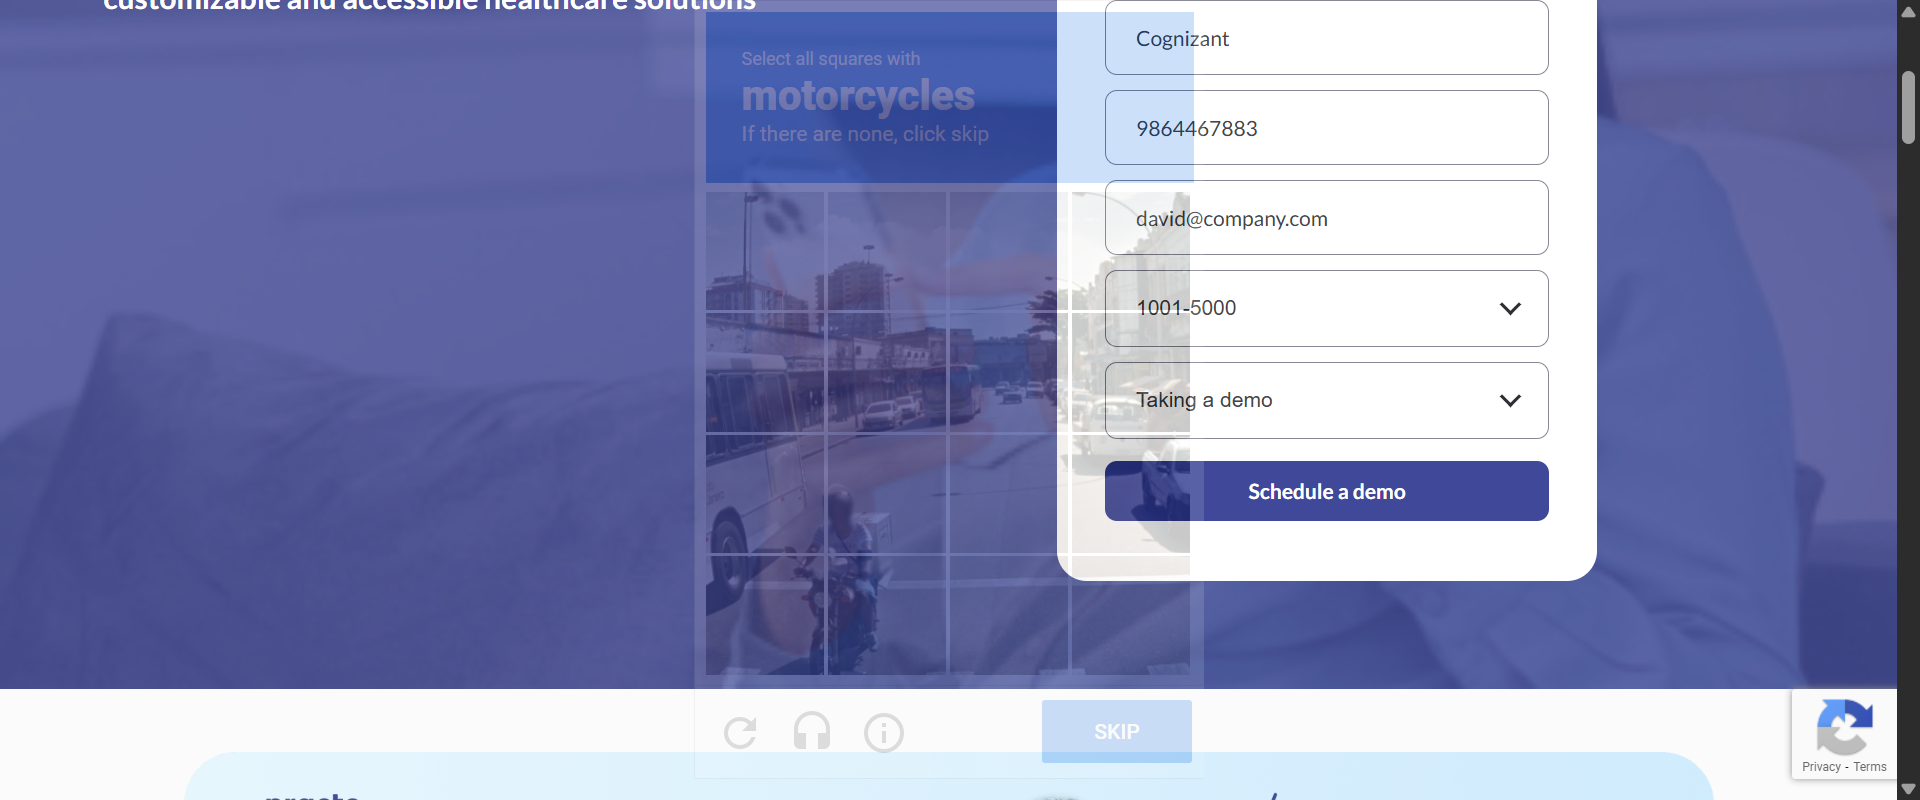 customizable and accessible healthcare solutions
Select all squares with
motorcycles
If there are none, click skip
Cognizant
9864467883
david@company.com
1001-5000
Taking a demo
Schedule a demo
SKIP
Privacy - Terms